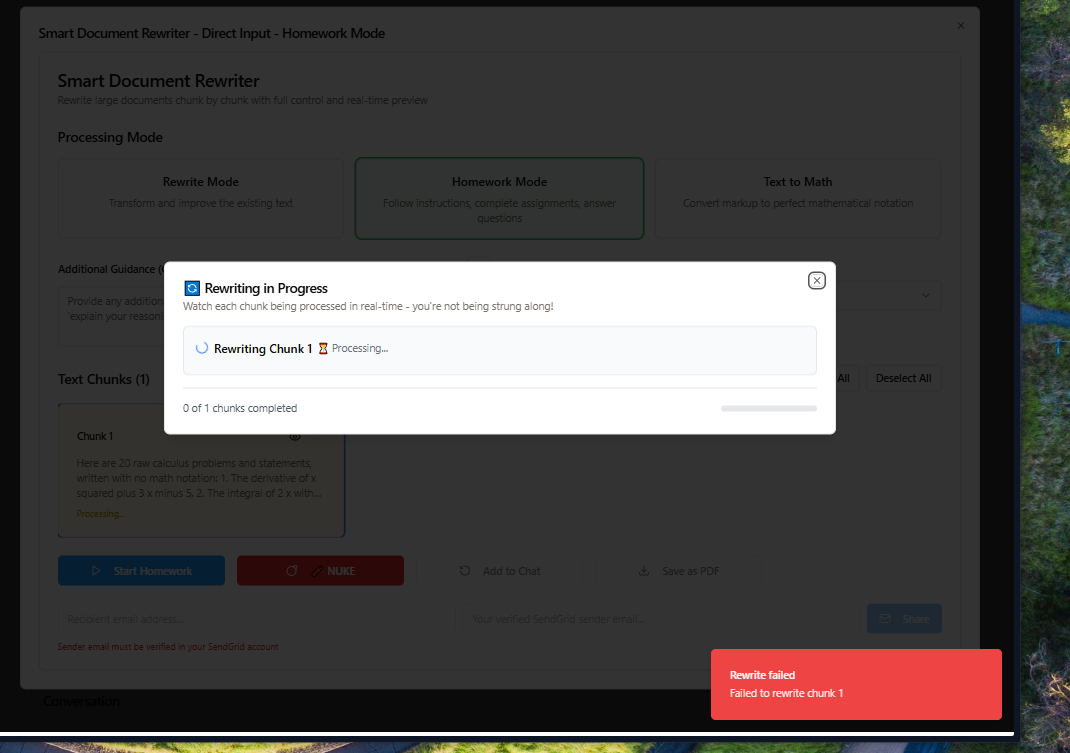 Smart Document Rewriter - Direct Input - Homework Mode
Smart Document Rewriter
Rewrite large documents chunk by chunk with full control and real-time preview
Processing Mode
Rewrite Mode
Transform and improve the existing text
Homework Mode
Follow instructions, complete assignments, answer
questions
Text to Math
Convert markup to perfect mathematical notation
Additional Guidance
Provide any addition
"explain your reasoni
🔄 Rewriting in Progress
Watch each chunk being processed in real-time - you're not being strung along!
Rewriting Chunk 1 ⏳ Processing...
0 of 1 chunks completed
Text Chunks (1)
All
Deselect All
Chunk 1
Here are 20 raw calculus problems and statements,
written with no math notation: 1. The derivative of x
squared plus 3 x minus 5. 2. The integral of 2 x with...
Processing...
Start Homework
NUKE
Add to Chat
Save as PDF
Recipient email address...
Your verified SendGrid sender email...
Share
Sender email must be verified in your SendGrid account
Rewrite failed
Failed to rewrite chunk 1
Conversation